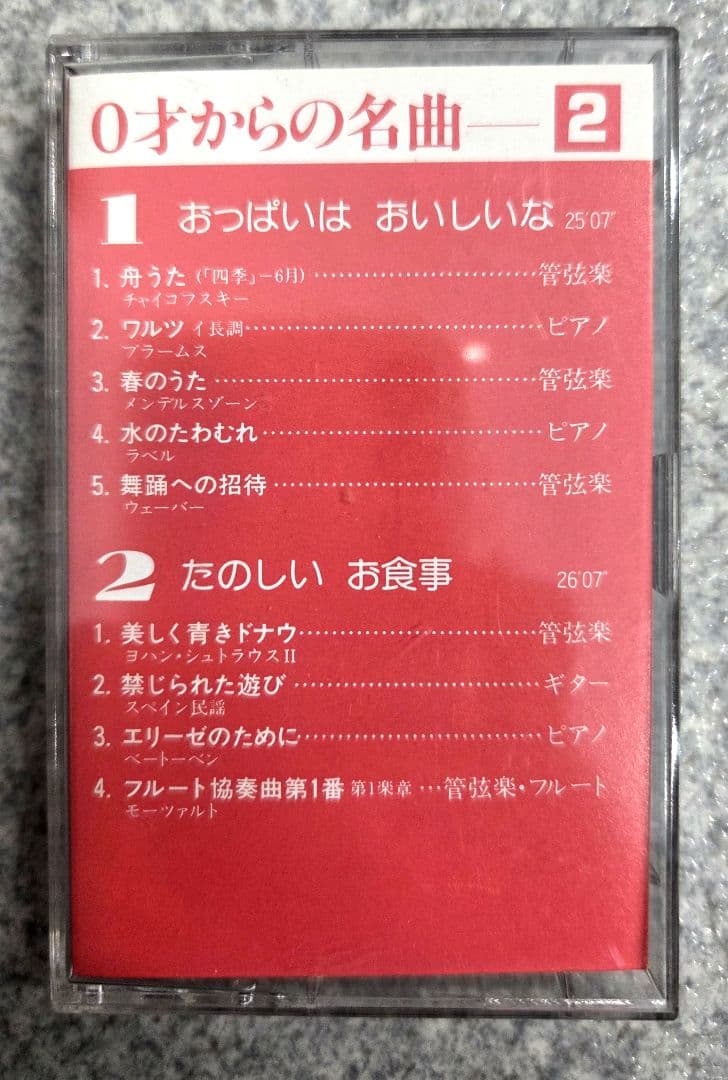 0才からの名曲── 2
1 おっぱいは おいしいな 25′07″
1. 舟うた (「四季」−6月) ………………………… 管弦楽
チャイコフスキー
2. ワルツ イ長調 ………………………… ピアノ
ブラームス
3. 春のうた ………………………… 管弦楽
メンデルスゾーン
4. 水のたわむれ ………………………… ピアノ
ラベル
5. 舞踊への招待 ………………………… 管弦楽
ウェーバー
2 たのしい お食事 26′07″
1. 美しく青きドナウ ………………………… 管弦楽
ヨハン・シュトラウスII
2. 禁じられた遊び ………………………… ギター
スペイン民謡
3. エリーゼのために ………………………… ピアノ
ベートーベン
4. フルート協奏曲第1番 第1楽章 … 管弦楽・フルート
モーツァルト